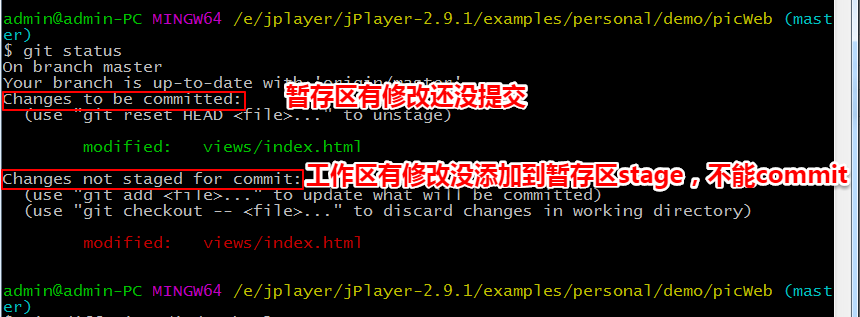 admin@admin-PC MINGW64 /e/jplayer/jPlayer-2.9.1/examples/personal/demo/picWeb (mast
er)
$ git status
On branch master
Your branch is up-to-date with 'origin/master'.
Changes to be committed: 暂存区有修改还没提交
(use "git reset HEAD <file>..." to unstage)
modified: views/index.html
Changes not staged for commit: 工作区有修改没添加到暂存区stage，不能commit
(use "git add <file>..." to update what will be committed)
(use "git checkout -- <file>..." to discard changes in working directory)
modified: views/index.html
admin@admin-PC MINGW64 /e/jplayer/jPlayer-2.9.1/examples/personal/demo/picWeb (mast
er)